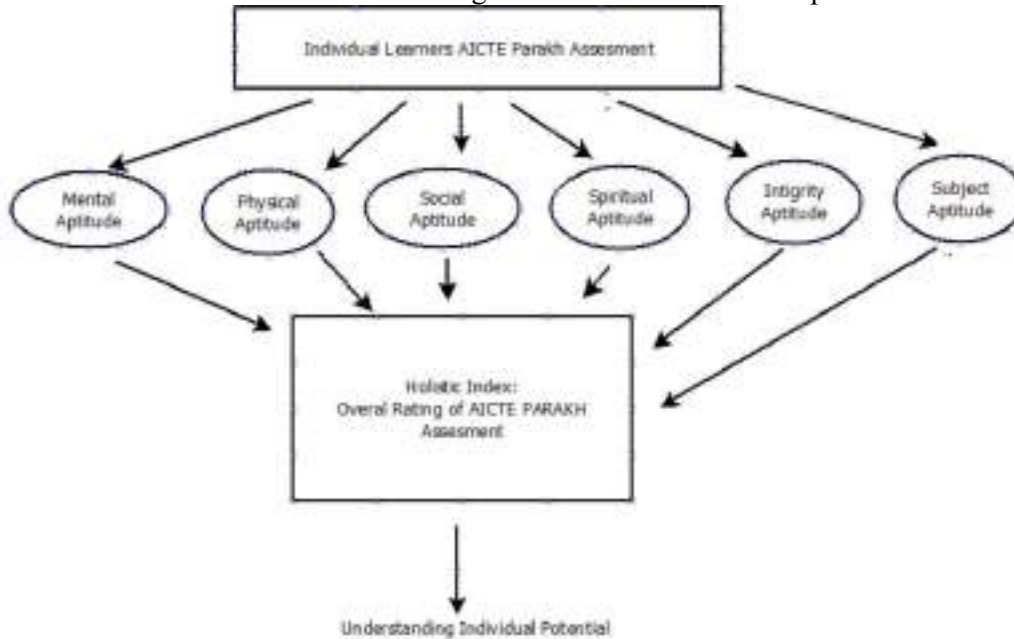 Individual Learners AICTE Parakh Assesment
Mental
Aptitude
Physical
Aptitude
Social
Aptitude
Spiritual
Aptitude
Intigrity
Aptitude
Subject
Aptitude
Holistic Index:
Overal Rating of AICTE PARAKH
Assesment
Understanding Individual Potential